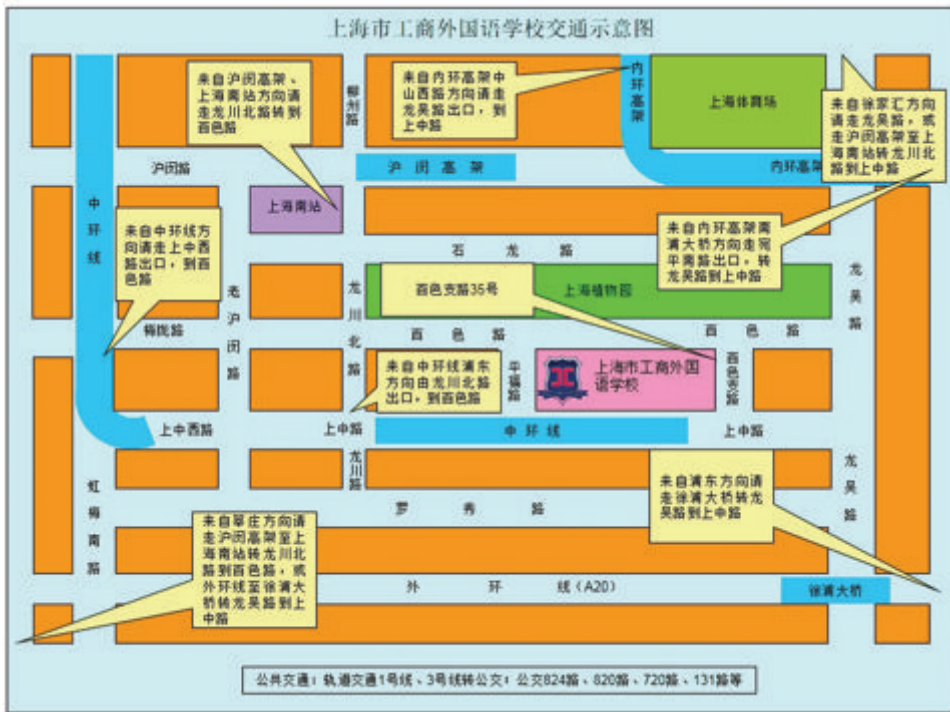 上海市工商外国语学校交通示意图
来自沪闵高架、
上海南站方向请
走龙川北路转到
百色路
柳州路
来自内环高架中
山西路方向请走
龙吴路出口，到
上中路
内环高架
上海体育场
来自徐家汇方向
请走龙吴路，或
走沪闵高架至上
海南站转龙川北
路到上中路
沪闵路
沪闵高架
内环高架
中环线
上海南站
来自中环线方
向请走上中西
路出口，到百
色路
石龙路
来自内环高架南
浦大桥方向走宛
平南路出口，转
龙吴路到上中路
老沪闵路
龙川北路
百色支路35号
上海植物园
龙吴路
梅陇路
百色路
百色路
来自中环线浦东
方向由龙川北路
出口，到百色路
平福路
上海市工商外国
语学校
百色支路
上中西路
上中路
中环线
上中路
龙川路
虹梅南路
罗秀路
来自浦东方向请
走徐浦大桥转龙
吴路到上中路
龙吴路
来自莘庄方向请
走沪闵高架至上
海南站转龙川北
路到百色路，或
外环线至徐浦大
桥转龙吴路到上
中路
外环线(A20)
徐浦大桥
公共交通：轨道交通1号线、3号线转公交：公交824路、820路、720路、131路等